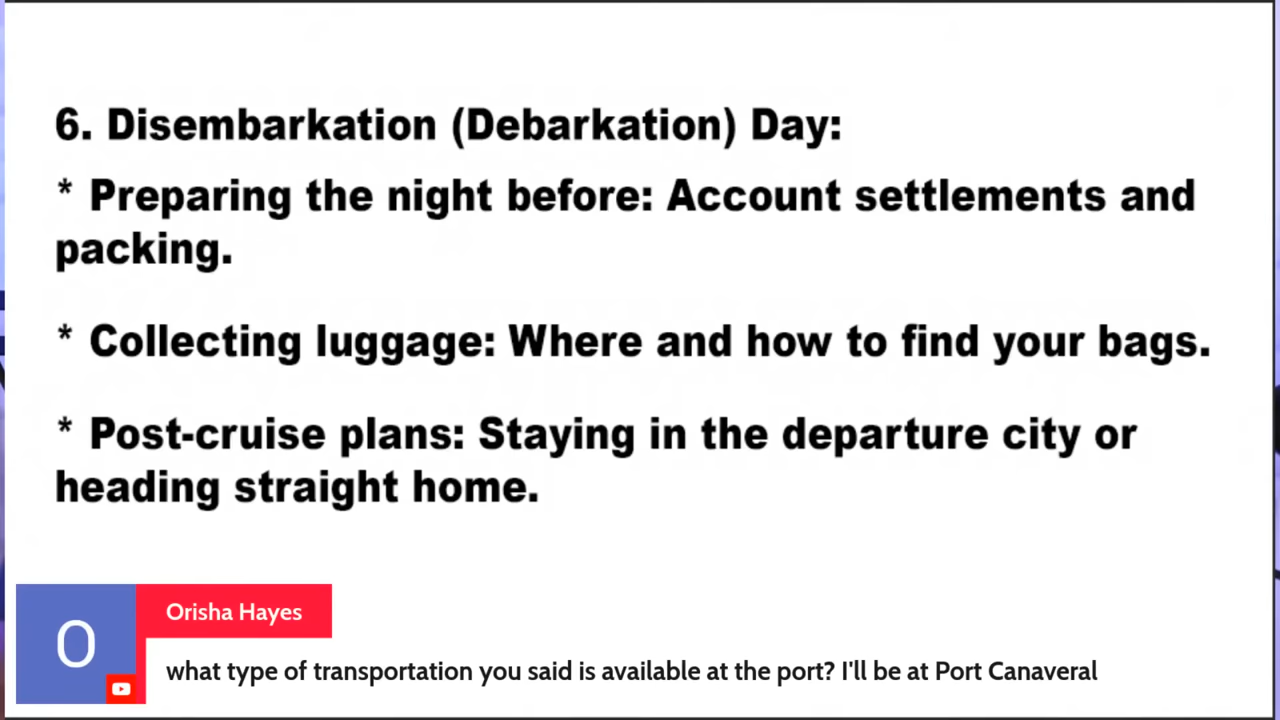 6. Disembarkation (Debarkation) Day:
* Preparing the night before: Account settlements and
packing.
* Collecting luggage: Where and how to find your bags.
* Post-cruise plans: Staying in the departure city or
heading straight home.
O
Orisha Hayes
what type of transportation you said is available at the port? I'll be at Port Canaveral